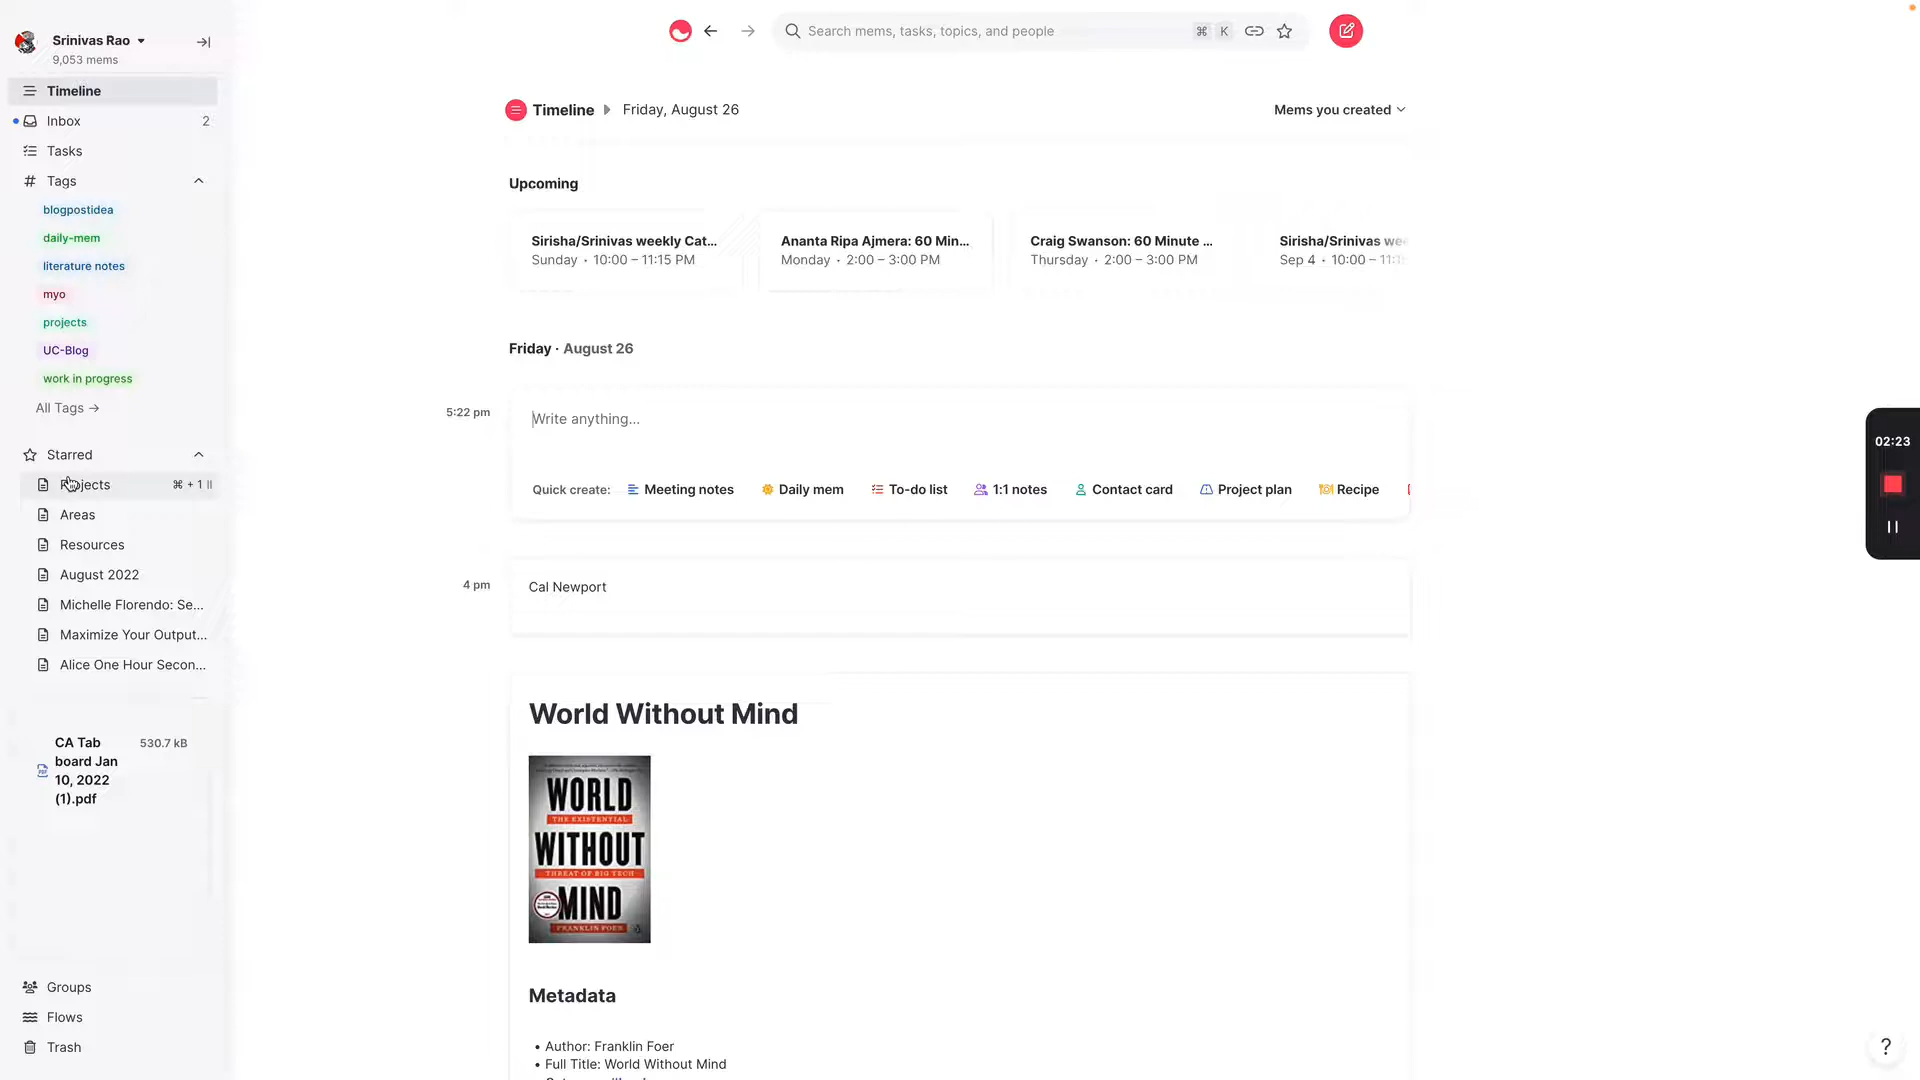 Srinivas Rao
9,053 mems
Timeline
Inbox 2
Tasks
Tags
blogpostidea
daily-mem
literature notes
myo
projects
UC-Blog
work in progress
All Tags →
Starred
Projects ⌘ + 1
Areas
Resources
August 2022
Michelle Florendo: Se...
Maximize Your Output...
Alice One Hour Secon...
CA Tab board Jan 10, 2022 (1).pdf 530.7 kB
Groups
Flows
Trash
Search mems, tasks, topics, and people ⌘ K
Timeline Friday, August 26 Mems you created
Upcoming
Sirisha/Srinivas weekly Cat...
Sunday · 10:00 – 11:15 PM
Ananta Ripa Ajmera: 60 Min...
Monday · 2:00 – 3:00 PM
Craig Swanson: 60 Minute ...
Thursday · 2:00 – 3:00 PM
Sirisha/Srinivas wee
Sep 4 · 10:00 – 11:1
Friday · August 26
5:22 pm
Write anything...
Quick create: Meeting notes Daily mem To-do list 1:1 notes Contact card Project plan Recipe
4 pm
Cal Newport
World Without Mind
WORLD
THE EXISTENTIAL
WITHOUT
THREAT OF BIG TECH
MIND
FRANKLIN FOER
Metadata
• Author: Franklin Foer
• Full Title: World Without Mind
02:23
?